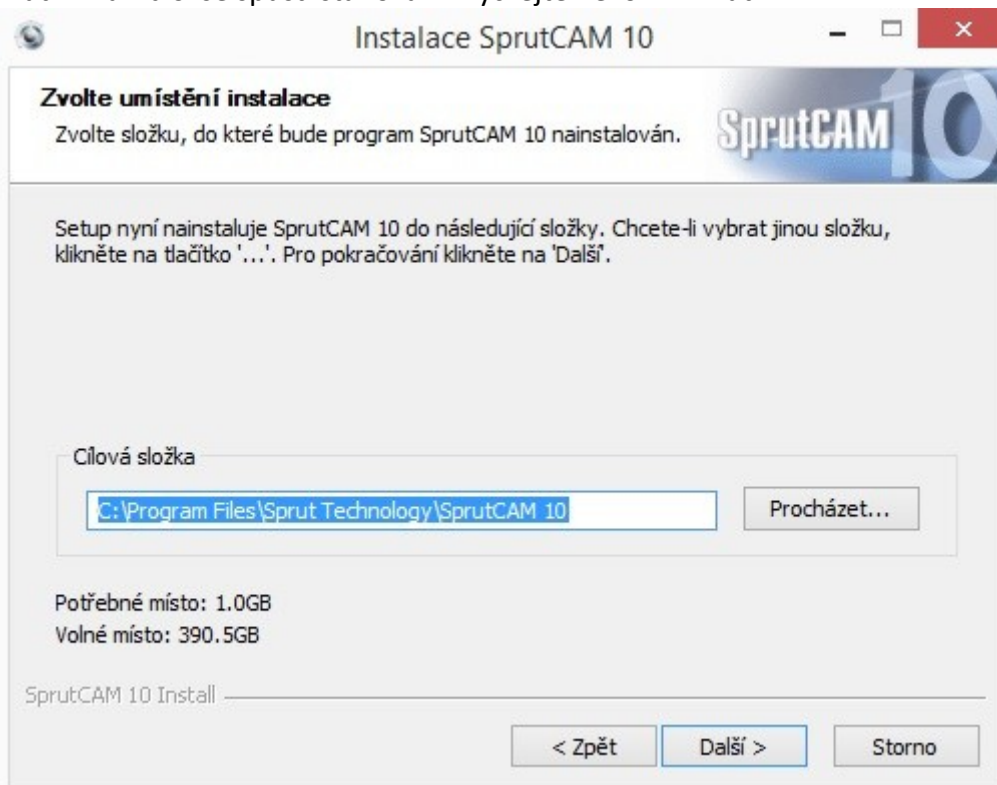 Instalace SprutCAM 10
Zvolte umístění instalace
Zvolte složku, do které bude program SprutCAM 10 nainstalován.
SprutCAM 10
Setup nyní nainstaluje SprutCAM 10 do následující složky. Chcete-li vybrat jinou složku,
klikněte na tlačítko '...'. Pro pokračování klikněte na 'Další'.
Cílová složka
C:\Program Files\Sprut Technology\SprutCAM 10
Procházet...
Potřebné místo: 1.0GB
Volné místo: 390.5GB
SprutCAM 10 Install
< Zpět
Další >
Storno